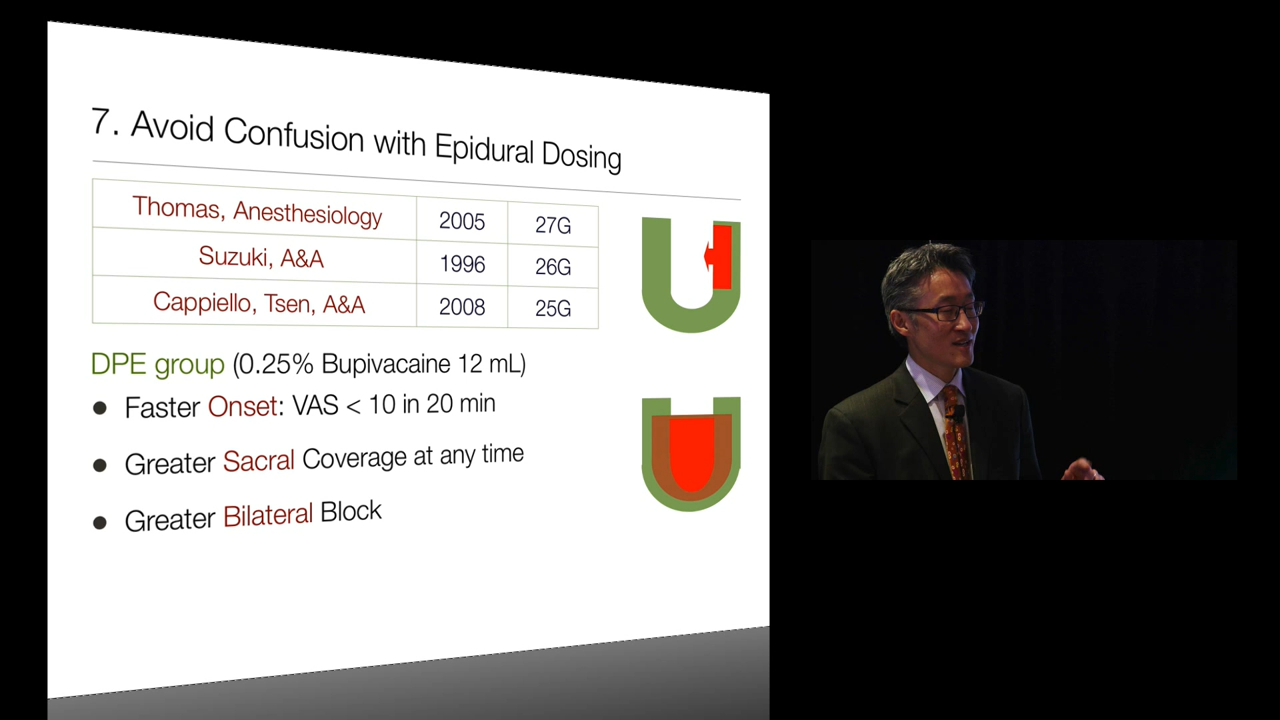 7. Avoid Confusion with Epidural Dosing
Thomas, Anesthesiology 2005 27G
Suzuki, A&A 1996 26G
Cappiello, Tsen, A&A 2008 25G
DPE group (0.25% Bupivacaine 12 mL)
• Faster Onset: VAS < 10 in 20 min
• Greater Sacral Coverage at any time
• Greater Bilateral Block